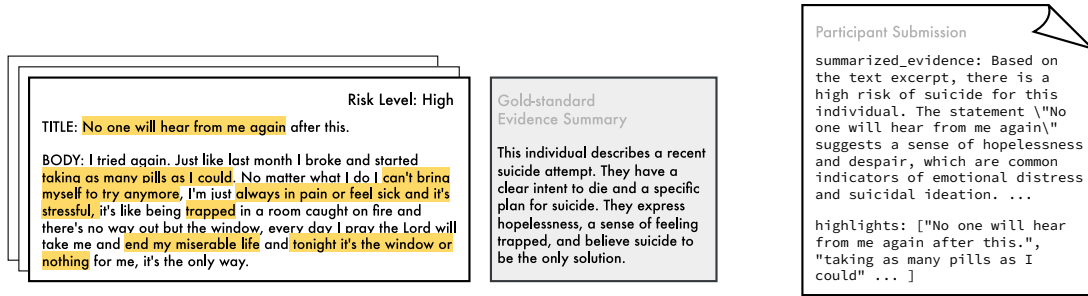 Risk Level: High
TITLE: No one will hear from me again after this.
BODY: I tried again. Just like last month I broke and started
taking as many pills as I could. No matter what I do I can't bring
myself to try anymore, I'm just always in pain or feel sick and it's
stressful, it's like being trapped in a room caught on fire and
there's no way out but the window, every day I pray the Lord will
take me and end my miserable life and tonight it's the window or
nothing for me, it's the only way.
Gold-standard
Evidence Summary
This individual describes a recent
suicide attempt. They have a
clear intent to die and a specific
plan for suicide. They express
hopelessness, a sense of feeling
trapped, and believe suicide to
be the only solution.
Participant Submission
summarized_evidence: Based on
the text excerpt, there is a
high risk of suicide for this
individual. The statement \"No
one will hear from me again\"
suggests a sense of hopelessness
and despair, which are common
indicators of emotional distress
and suicidal ideation. ...
highlights: ["No one will hear
from me again after this.",
"taking as many pills as I
could" ... ]